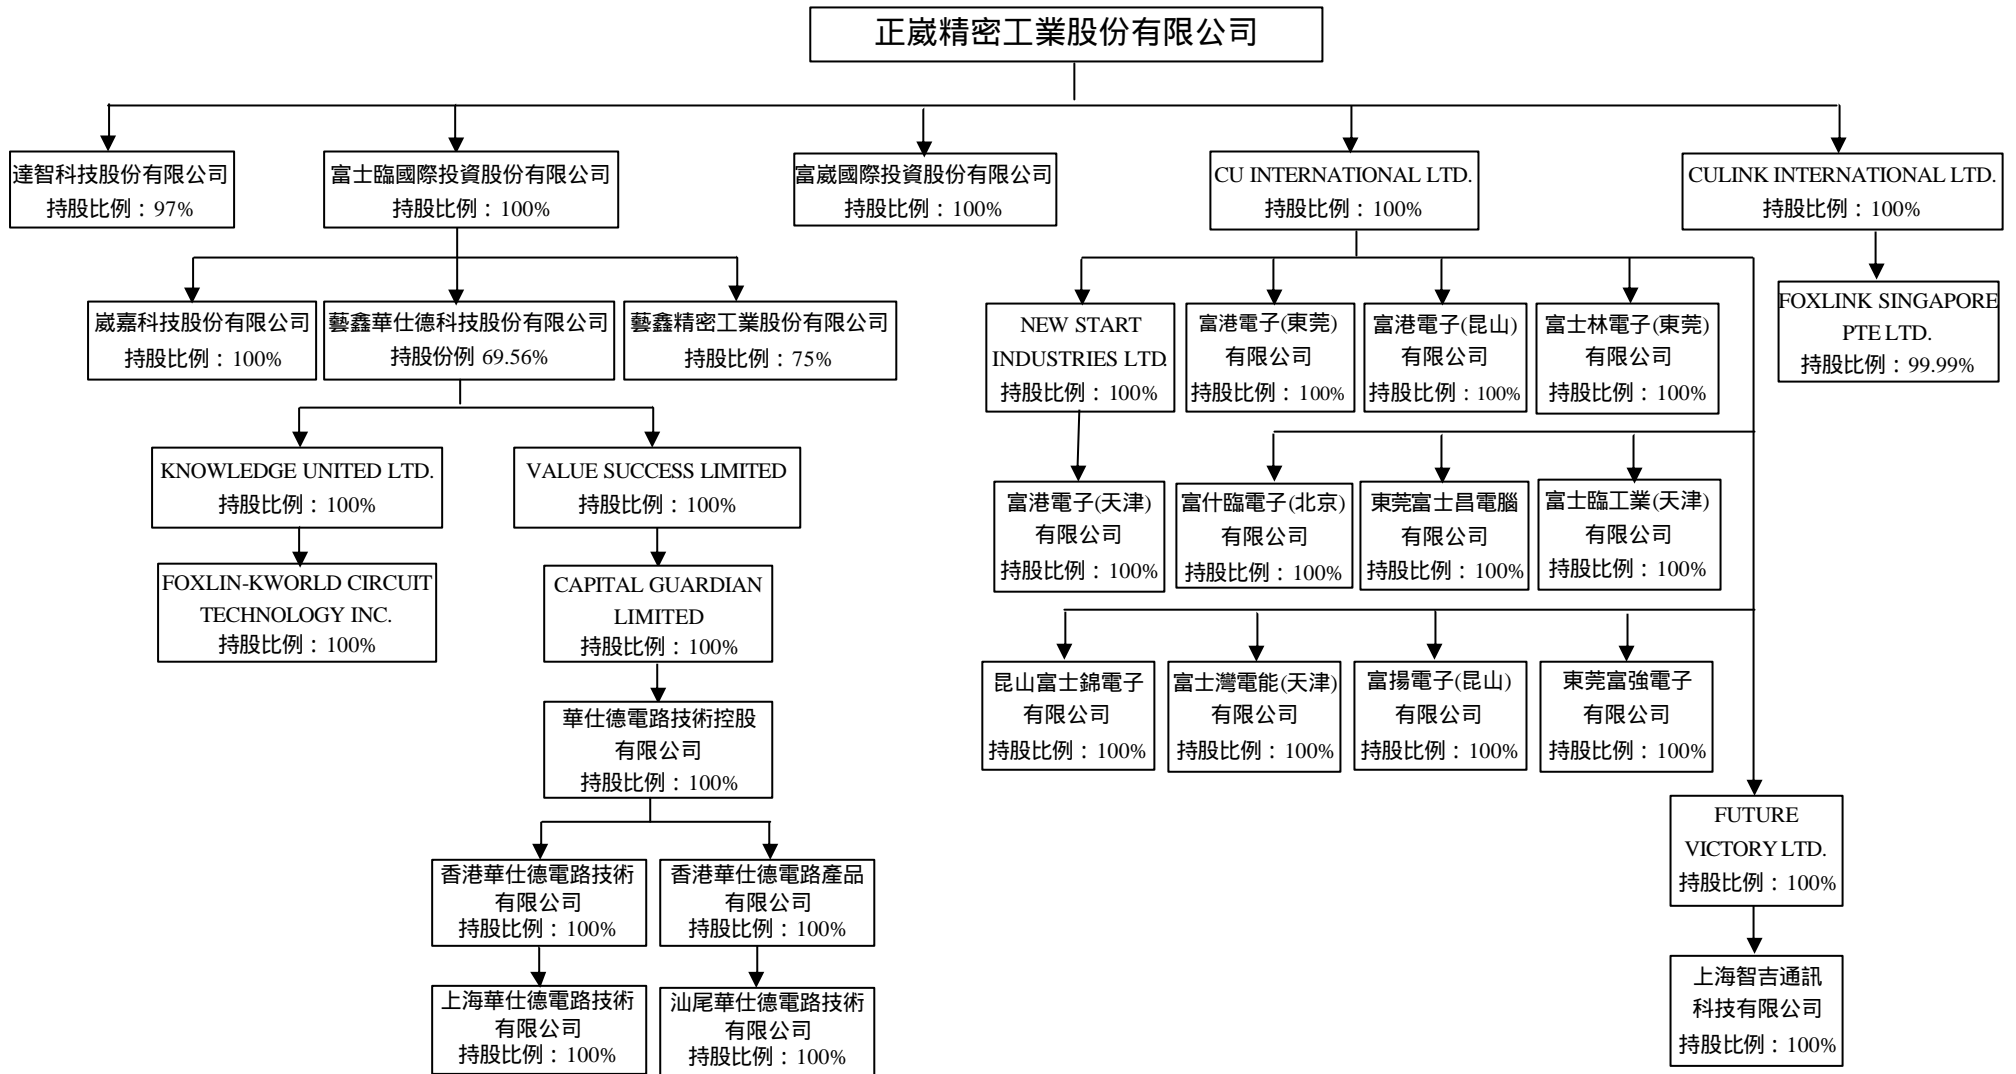 正崴精密工業股份有限公司
達智科技股份有限公司
持股比例：97%
富士臨國際投資股份有限公司
持股比例：100%
富崴國際投資股份有限公司
持股比例：100%
CU INTERNATIONAL LTD.
持股比例：100%
CULINK INTERNATIONAL LTD.
持股比例：100%
崴嘉科技股份有限公司
持股比例：100%
藝鑫華仕德科技股份有限公司
持股份例 69.56%
藝鑫精密工業股份有限公司
持股比例：75%
NEW START
INDUSTRIES LTD.
持股比例：100%
富港電子(東莞)
有限公司
持股比例：100%
富港電子(昆山)
有限公司
持股比例：100%
富士林電子(東莞)
有限公司
持股比例：100%
FOXLINK SINGAPORE
PTE LTD.
持股比例：99.99%
KNOWLEDGE UNITED LTD.
持股比例：100%
VALUE SUCCESS LIMITED
持股比例：100%
富港電子(天津)
有限公司
持股比例：100%
富什臨電子(北京)
有限公司
持股比例：100%
東莞富士昌電腦
有限公司
持股比例：100%
富士臨工業(天津)
有限公司
持股比例：100%
FOXLIN-KWORLD CIRCUIT
TECHNOLOGY INC.
持股比例：100%
CAPITAL GUARDIAN
LIMITED
持股比例：100%
昆山富士錦電子
有限公司
持股比例：100%
富士灣電能(天津)
有限公司
持股比例：100%
富揚電子(昆山)
有限公司
持股比例：100%
東莞富強電子
有限公司
持股比例：100%
華仕德電路技術控股
有限公司
持股比例：100%
FUTURE
VICTORY LTD.
持股比例：100%
香港華仕德電路技術
有限公司
持股比例：100%
香港華仕德電路產品
有限公司
持股比例：100%
上海華仕德電路技術
有限公司
持股比例：100%
汕尾華仕德電路技術
有限公司
持股比例：100%
上海智吉通訊
科技有限公司
持股比例：100%